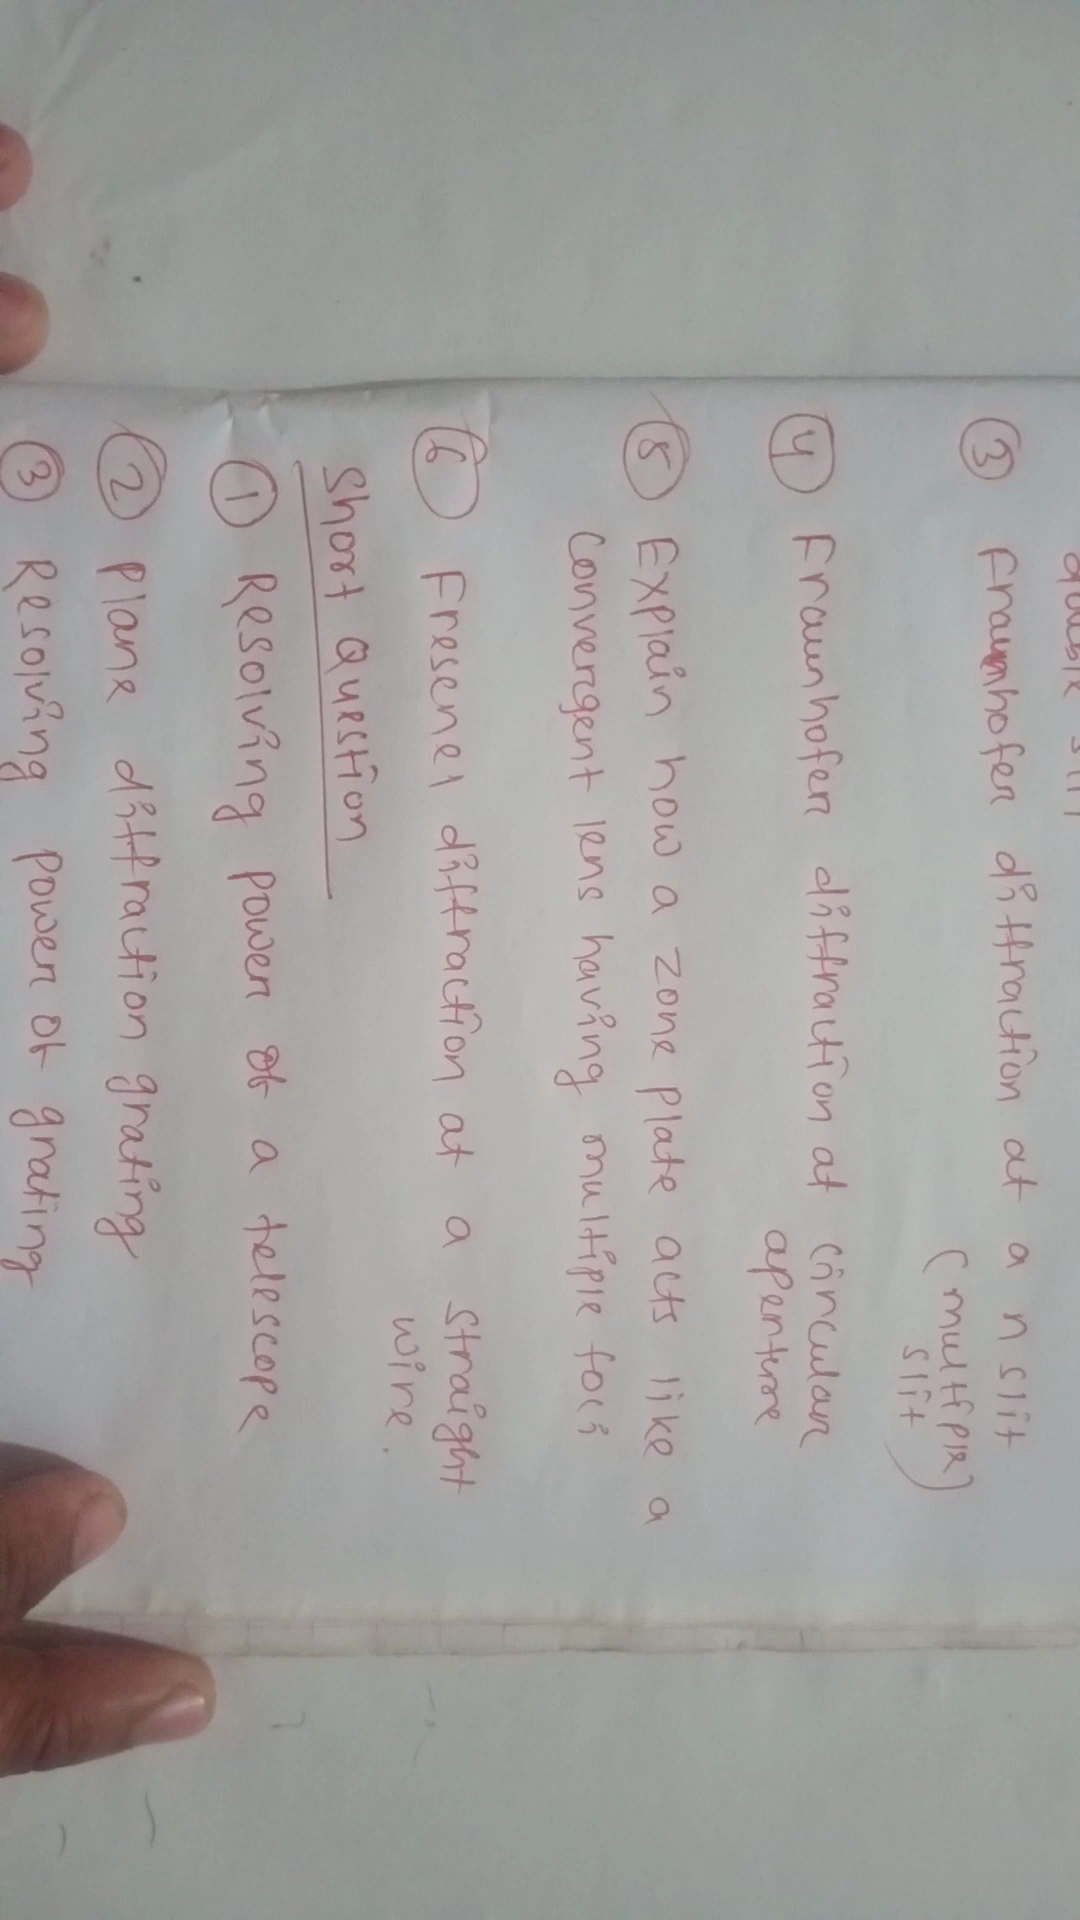 double slit
③ Fraunhofer diffraction at a n slit
(multiple)
slit
④ Fraunhofer diffraction at circular
aperture
⑤ Explain how a zone plate acts like a
convergent lens having multiple foci
⑥ Fresenel diffraction at a straight
wire.
Short Question
① Resolving power of a telescope
② Plane diffraction grating
③ Resolving power of grating